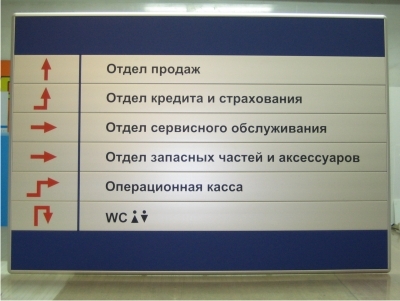 Отдел продаж
Отдел кредита и страхования
Отдел сервисного обслуживания
Отдел запасных частей и аксессуаров
Операционная касса
WC